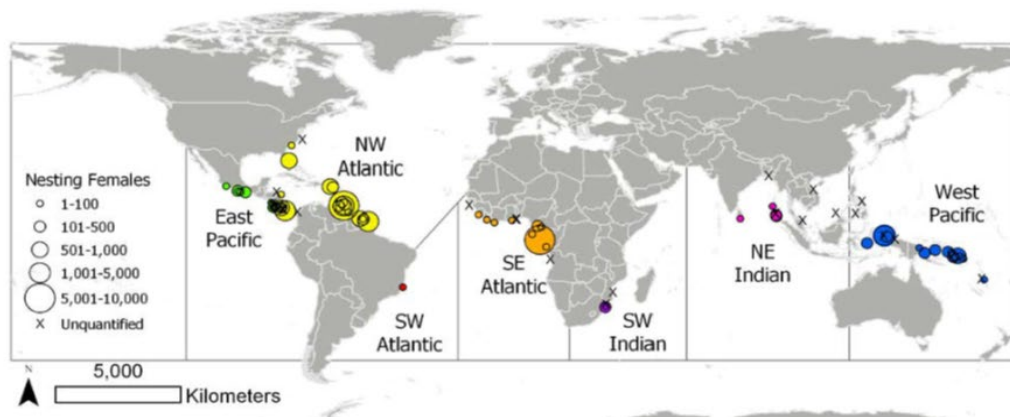 NW
Atlantic
Nesting Females
1-100
101-500
501-1,000
1,001-5,000
5,001-10,000
X Unquantified
East
Pacific
West
Pacific
SE
Atlantic
NE
Indian
SW
Atlantic
SW
Indian
N
5,000
Kilometers